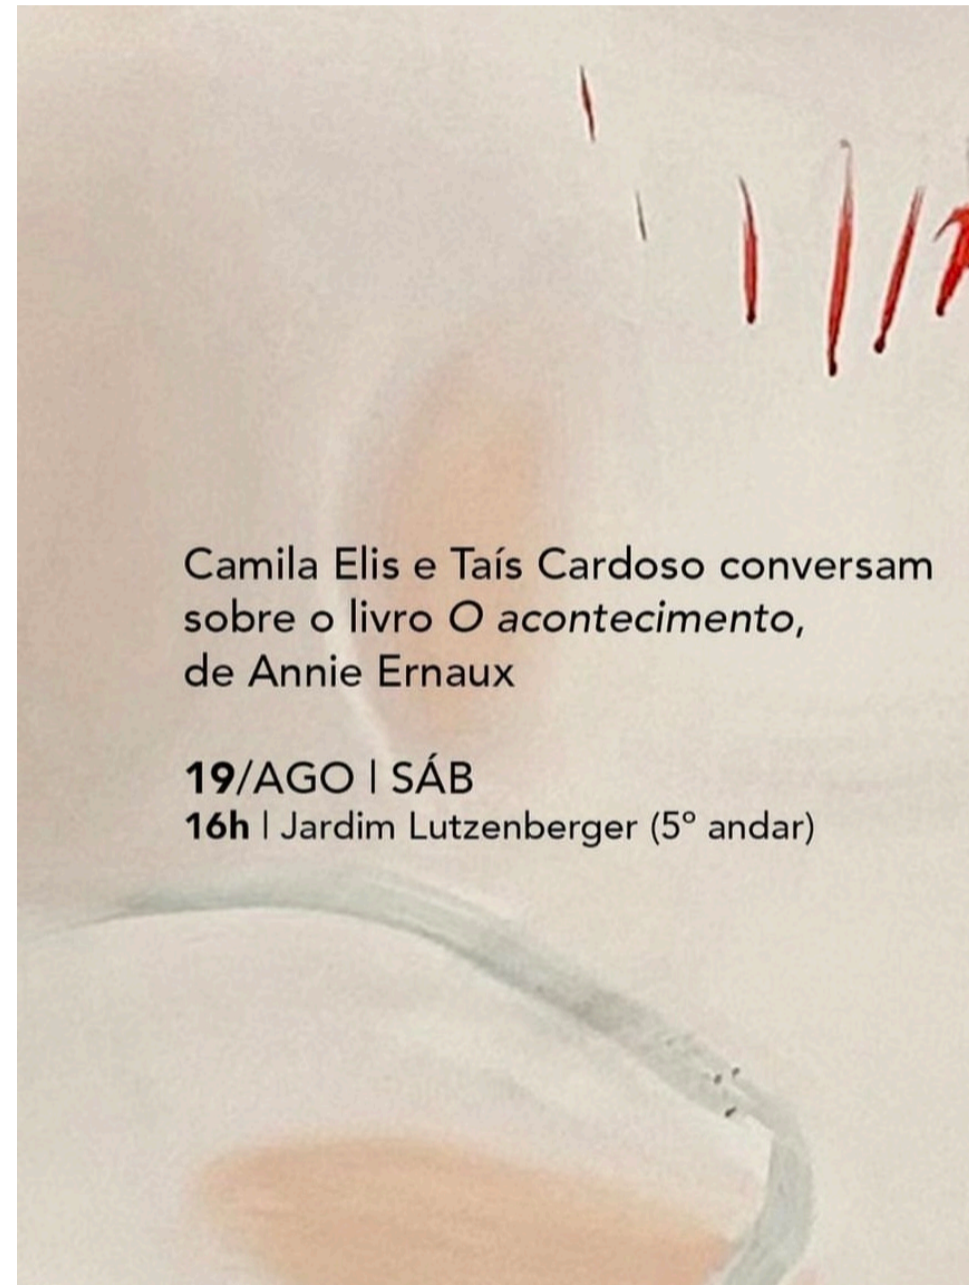 Camila Elis e Taís Cardoso conversam
sobre o livro O acontecimento,
de Annie Ernaux
19/AGO | SÁB
16h | Jardim Lutzenberger (5º andar)